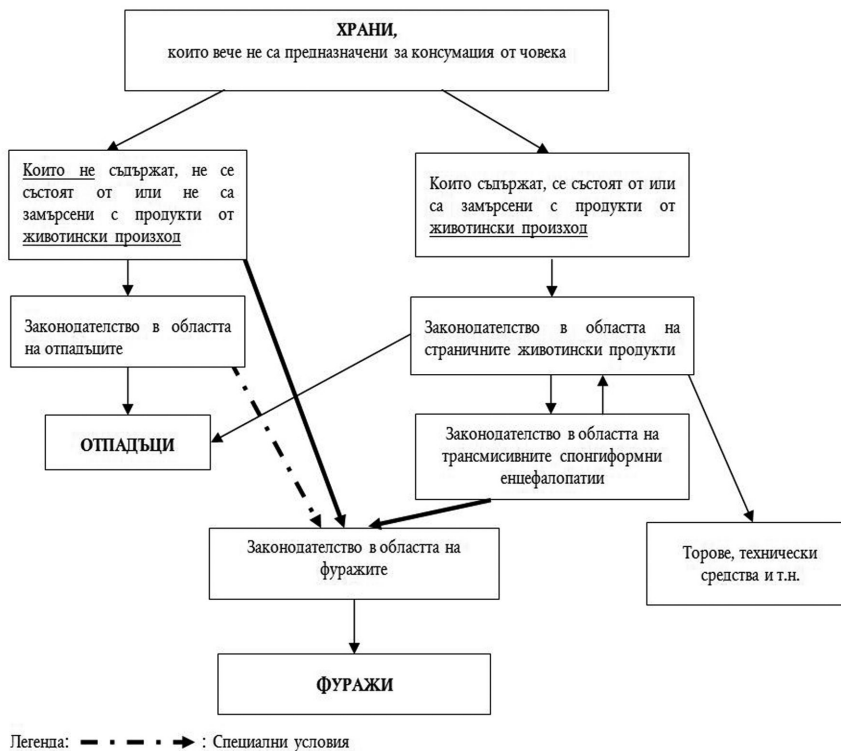 ХРАНИ,
които вече не са предназначени за консумация от човека
Които не съдържат, не се
състоят от или не са
замърсени с продукти от
животински произход
Които съдържат, се състоят от или
са замърсени с продукти от
животински произход
Законодателство в областта
на отпадъците
Законодателство в областта на
страничните животински продукти
ОТПАДЪЦИ
Законодателство в областта на
трансмисивните спонгиформни
енцефалопатии
Законодателство в областта на
фуражите
Торове, технически
средства и т.н.
ФУРАЖИ
Легенда: : Специални условия